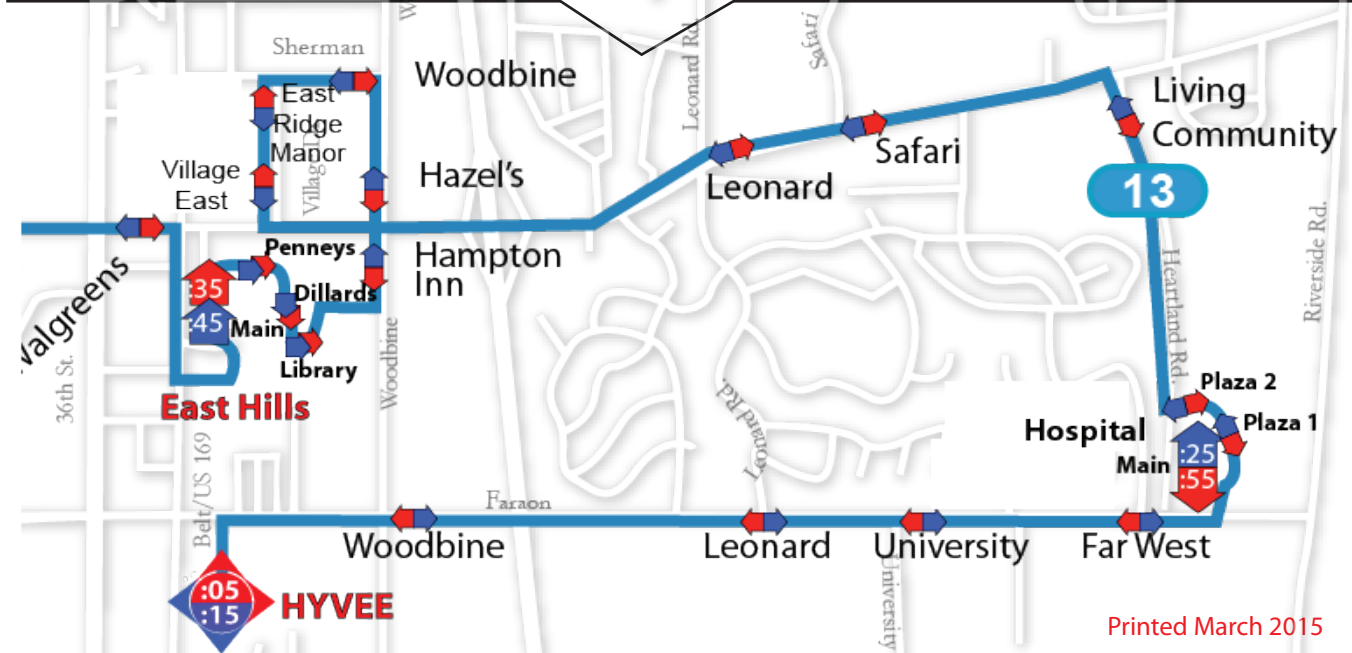 W
Sherman
Woodbine
East
Ridge
Manor
Village Dr.
Village
East
Hazel's
Hampton
Inn
Leonard Rd.
Safari
Leonard
Safari
Living
Community
13
Heartland Rd.
Riverside Rd.
Walgreens
36th St.
Penneys
:35
:45
Main
Dillards
Library
East Hills
Woodbine
Belt/US 169
Faraon
Leonard Rd.
Hospital
Main
Plaza 2
Plaza 1
:25
:55
Woodbine
Leonard
University
Far West
:05
:15
HYVEE
University
Printed March 2015